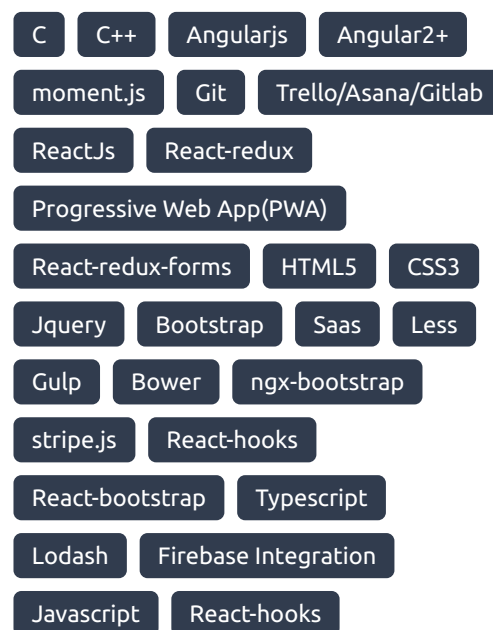 C C++ Angularjs Angular2+
moment.js Git Trello/Asana/Gitlab
ReactJs React-redux
Progressive Web App(PWA)
React-redux-forms HTML5 CSS3
Jquery Bootstrap Saas Less
Gulp Bower ngx-bootstrap
stripe.js React-hooks
React-bootstrap Typescript
Lodash Firebase Integration
Javascript React-hooks